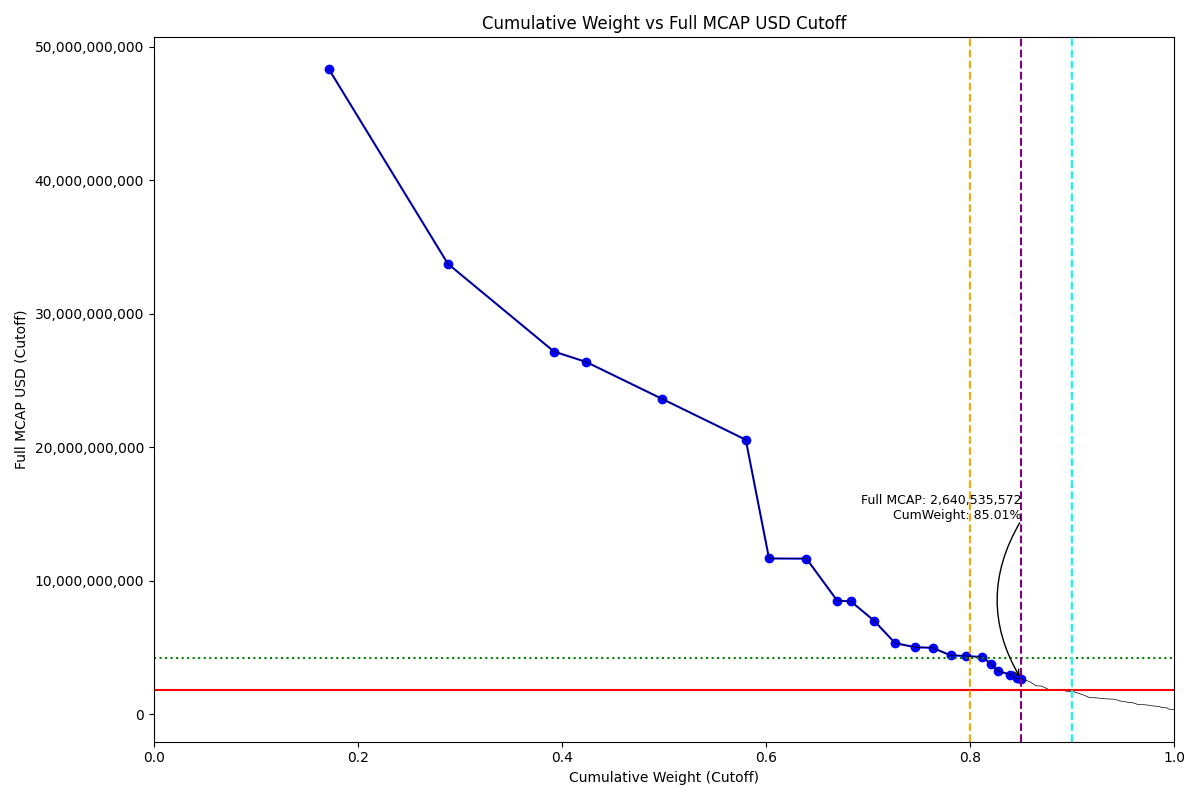 Cumulative Weight vs Full MCAP USD Cutoff
50,000,000,000
40,000,000,000
30,000,000,000
20,000,000,000
10,000,000,000
0
Full MCAP USD (Cutoff)
Full MCAP: 2,640,535,572
CumWeight: 85.01%
0.0 0.2 0.4 0.6 0.8 1.0
Cumulative Weight (Cutoff)